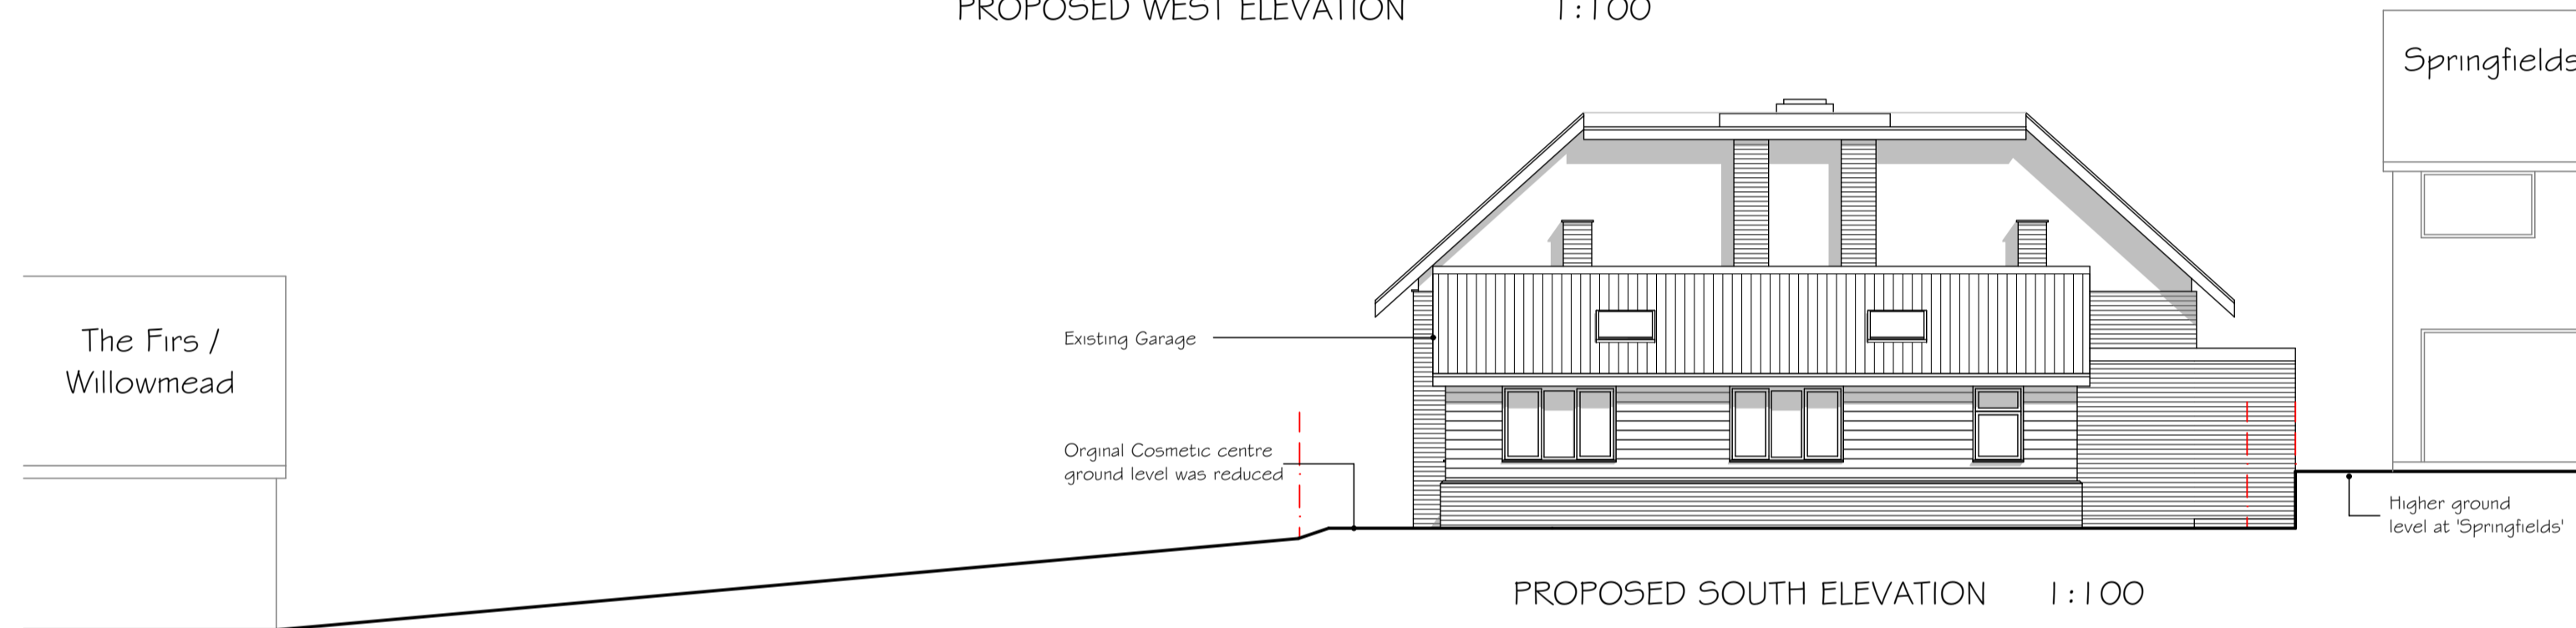 PROPOSED WEST ELEVATION 1:100
Springfields
The Firs /
Willowmead
Existing Garage
Orginal Cosmetic centre
ground level was reduced
Higher ground
level at 'Springfields'
PROPOSED SOUTH ELEVATION 1:100